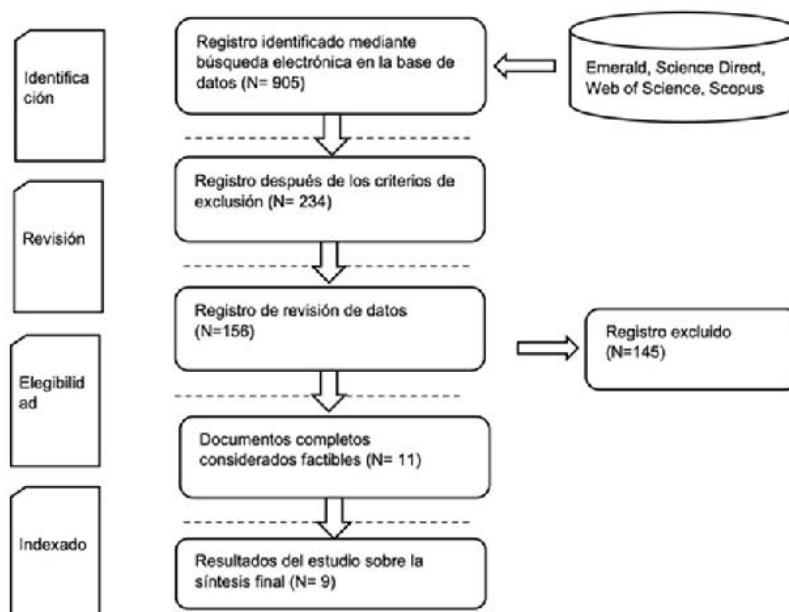 Identifica
ción
Registro identificado mediante
búsqueda electrónica en la base de
datos (N= 905)
Emerald, Science Direct,
Web of Science, Scopus
Registro después de los criterios de
exclusión (N= 234)
Revisión
Registro de revisión de datos
(N=156)
Registro excluido
(N=145)
Elegibilid
ad
Documentos completos
considerados factibles (N= 11)
Indexado
Resultados del estudio sobre la
síntesis final (N= 9)